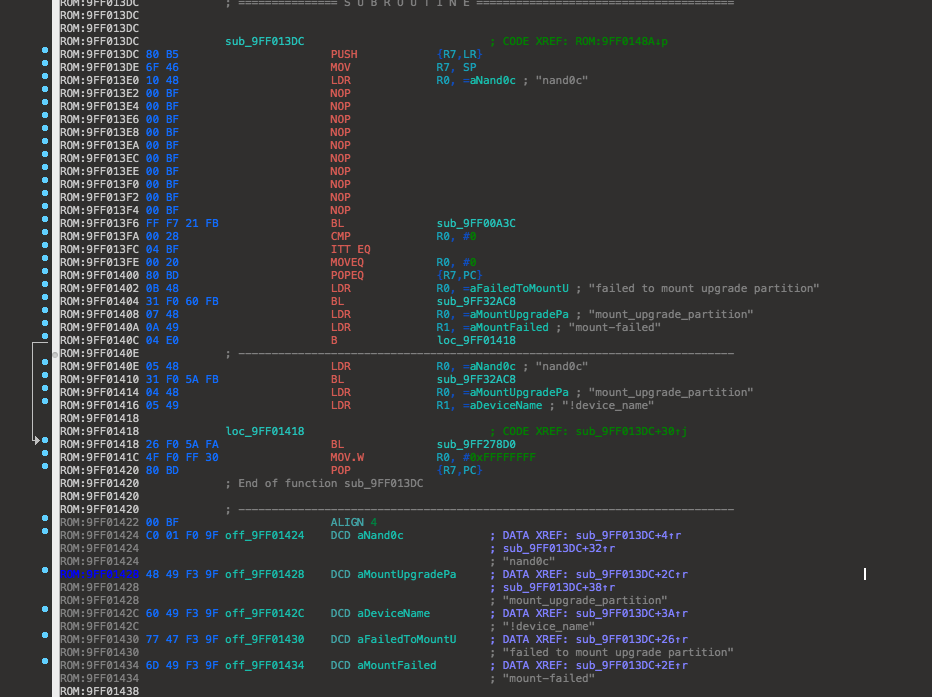 ROM:9FF013DC ; =============== S U B R O U T I N E =======================================
ROM:9FF013DC
ROM:9FF013DC
ROM:9FF013DC sub_9FF013DC ; CODE XREF: ROM:9FF0148A↓p
ROM:9FF013DC 80 B5 PUSH {R7,LR}
ROM:9FF013DE 6F 46 MOV R7, SP
ROM:9FF013E0 10 48 LDR R0, =aNand0c ; "nand0c"
ROM:9FF013E2 00 BF NOP
ROM:9FF013E4 00 BF NOP
ROM:9FF013E6 00 BF NOP
ROM:9FF013E8 00 BF NOP
ROM:9FF013EA 00 BF NOP
ROM:9FF013EC 00 BF NOP
ROM:9FF013EE 00 BF NOP
ROM:9FF013F0 00 BF NOP
ROM:9FF013F2 00 BF NOP
ROM:9FF013F4 00 BF NOP
ROM:9FF013F6 FF F7 21 FB BL sub_9FF00A3C
ROM:9FF013FA 00 28 CMP R0, #0
ROM:9FF013FC 04 BF ITT EQ
ROM:9FF013FE 00 20 MOVEQ R0, #0
ROM:9FF01400 80 BD POPEQ {R7,PC}
ROM:9FF01402 0B 48 LDR R0, =aFailedToMountU ; "failed to mount upgrade partition"
ROM:9FF01404 31 F0 60 FB BL sub_9FF32AC8
ROM:9FF01408 07 48 LDR R0, =aMountUpgradePa ; "mount_upgrade_partition"
ROM:9FF0140A 0A 49 LDR R1, =aMountFailed ; "mount-failed"
ROM:9FF0140C 04 E0 B loc_9FF01418
ROM:9FF0140E ; ---------------------------------------------------------------------------
ROM:9FF0140E 05 48 LDR R0, =aNand0c ; "nand0c"
ROM:9FF01410 31 F0 5A FB BL sub_9FF32AC8
ROM:9FF01414 04 48 LDR R0, =aMountUpgradePa ; "mount_upgrade_partition"
ROM:9FF01416 05 49 LDR R1, =aDeviceName ; "!device_name"
ROM:9FF01418
ROM:9FF01418 loc_9FF01418 ; CODE XREF: sub_9FF013DC+30↑j
ROM:9FF01418 26 F0 5A FA BL sub_9FF278D0
ROM:9FF0141C 4F F0 FF 30 MOV.W R0, #0xFFFFFFFF
ROM:9FF01420 80 BD POP {R7,PC}
ROM:9FF01420 ; End of function sub_9FF013DC
ROM:9FF01420
ROM:9FF01420 ; ---------------------------------------------------------------------------
ROM:9FF01422 00 BF ALIGN 4
ROM:9FF01424 C0 01 F0 9F off_9FF01424 DCD aNand0c ; DATA XREF: sub_9FF013DC+4↑r
ROM:9FF01424 ; sub_9FF013DC+32↑r
ROM:9FF01424 ; "nand0c"
ROM:9FF01428 48 49 F3 9F off_9FF01428 DCD aMountUpgradePa ; DATA XREF: sub_9FF013DC+2C↑r
ROM:9FF01428 ; sub_9FF013DC+38↑r
ROM:9FF01428 ; "mount_upgrade_partition"
ROM:9FF0142C 60 49 F3 9F off_9FF0142C DCD aDeviceName ; DATA XREF: sub_9FF013DC+3A↑r
ROM:9FF0142C ; "!device_name"
ROM:9FF01430 77 47 F3 9F off_9FF01430 DCD aFailedToMountU ; DATA XREF: sub_9FF013DC+26↑r
ROM:9FF01430 ; "failed to mount upgrade partition"
ROM:9FF01434 6D 49 F3 9F off_9FF01434 DCD aMountFailed ; DATA XREF: sub_9FF013DC+2E↑r
ROM:9FF01434 ; "mount-failed"
ROM:9FF01438